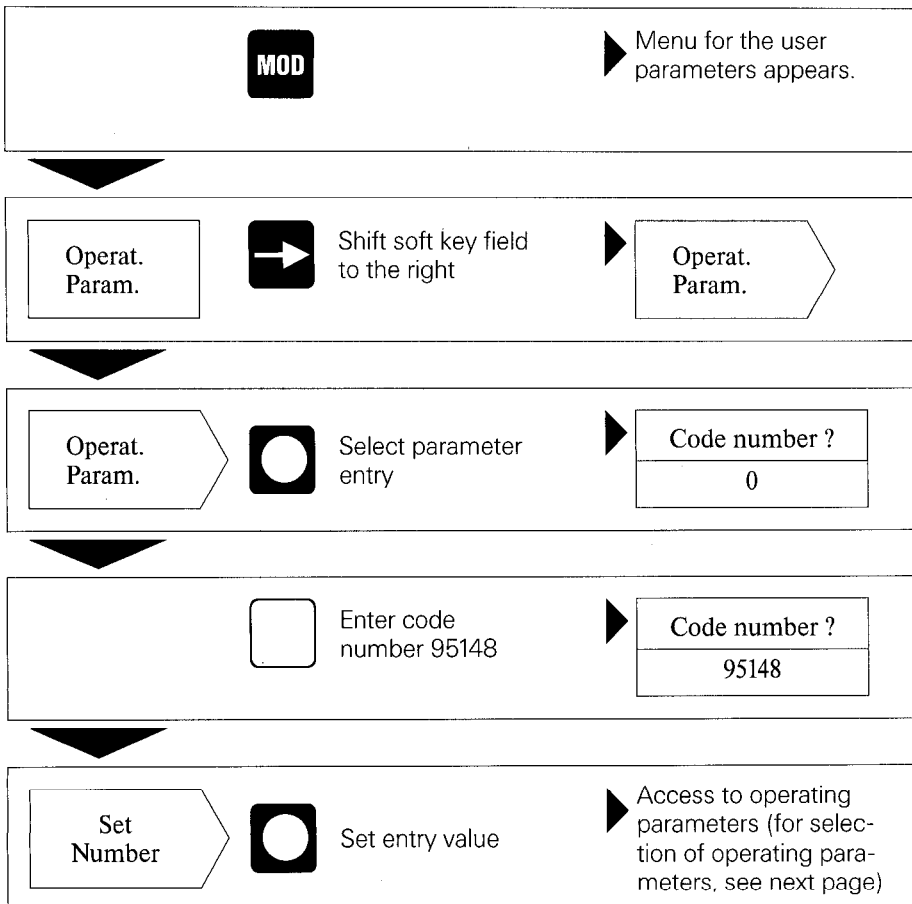 MOD
Menu for the user
parameters appears.
Operat.
Param.
Shift soft key field
to the right
Operat.
Param.
Operat.
Param.
Select parameter
entry
Code number ?
0
Enter code
number 95148
Code number ?
95148
Set
Number
Set entry value
Access to operating
parameters (for selec-
tion of operating para-
meters, see next page)